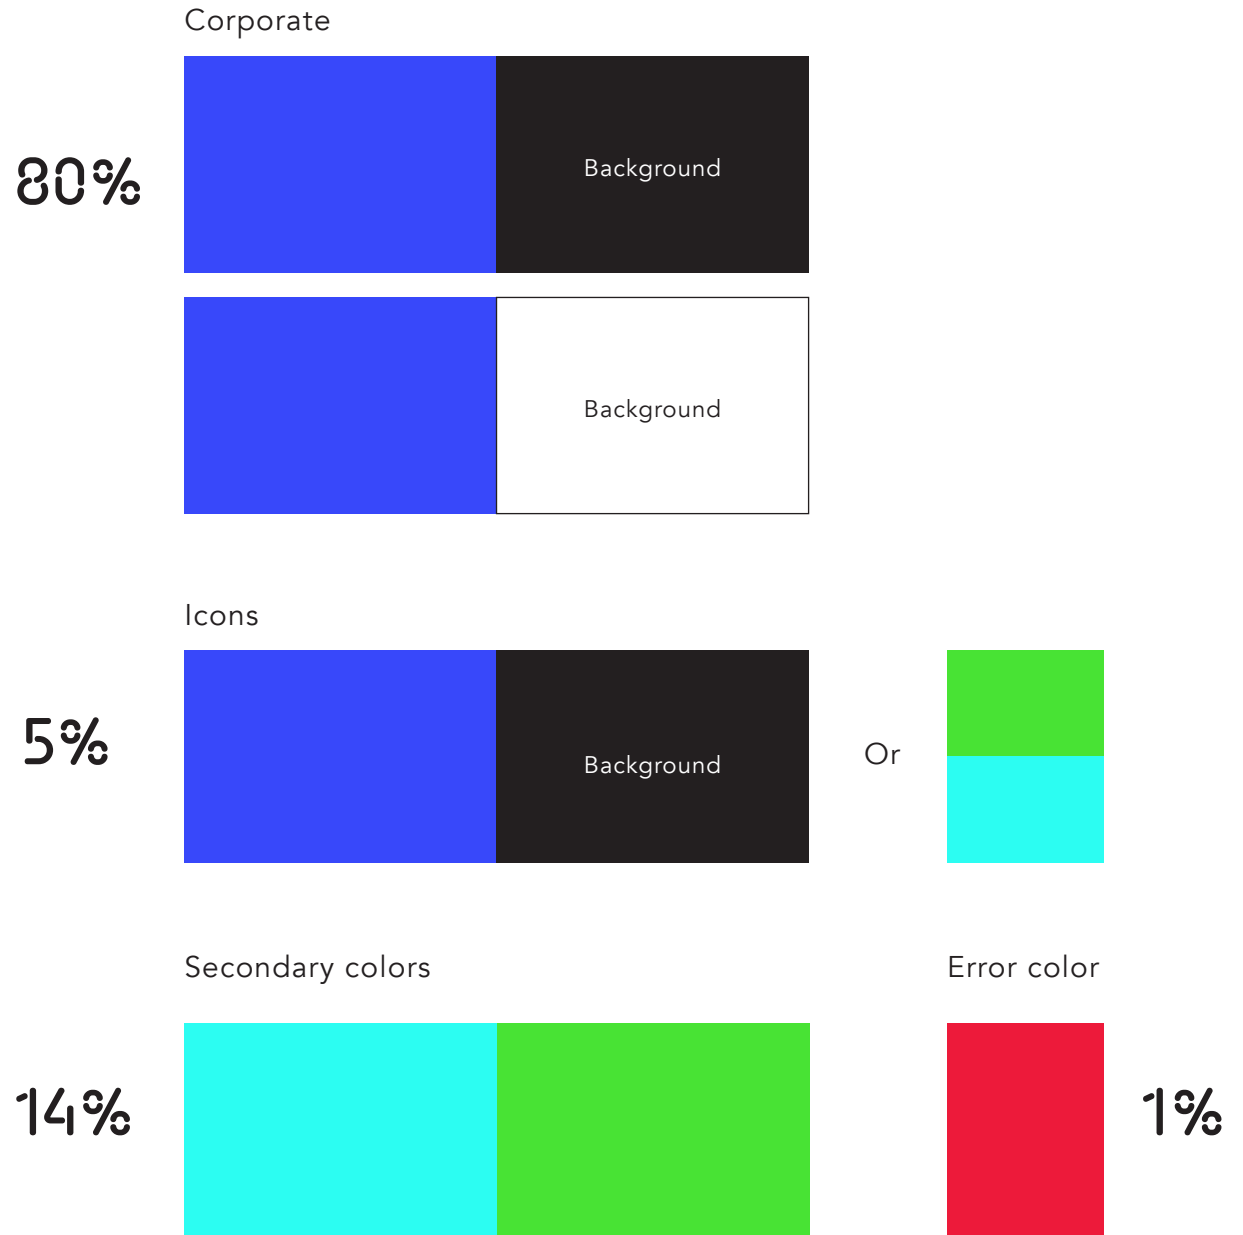 Corporate
80%
Background
Background
Icons
5%
Background
Or
Secondary colors
Error color
14%
1%